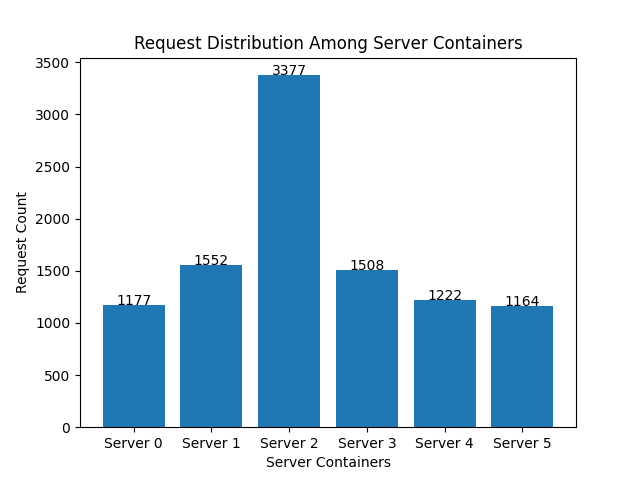 Request Distribution Among Server Containers
3500
3000
2500
2000
1500
1000
500
0
Request Count
1177
1552
3377
1508
1222
1164
Server 0
Server 1
Server 2
Server 3
Server 4
Server 5
Server Containers